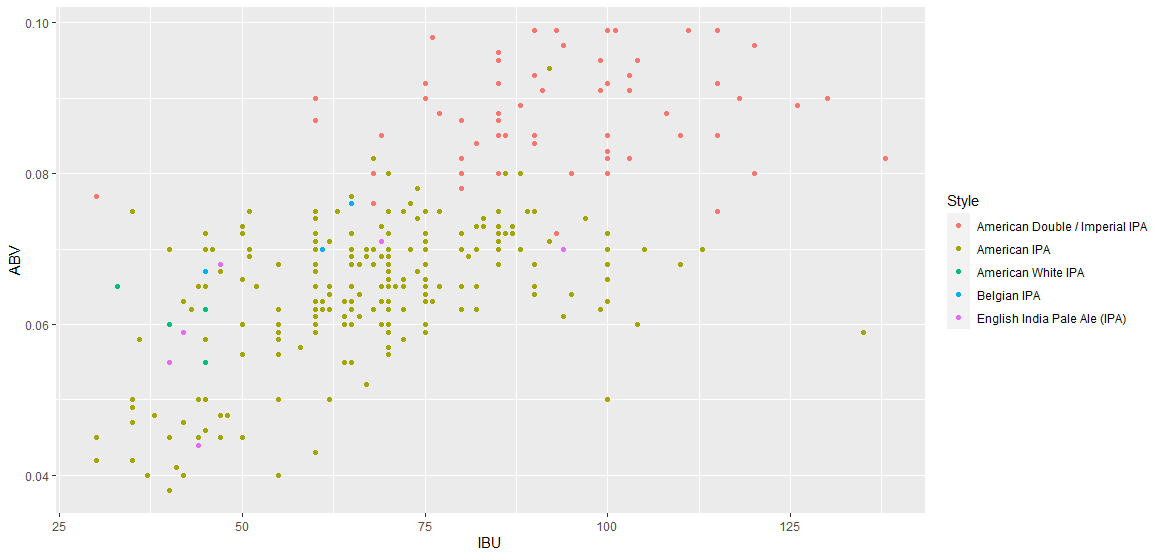 0.10
0.08
0.06
0.04
ABV
25 50 75 100 125
IBU
Style
American Double / Imperial IPA
American IPA
American White IPA
Belgian IPA
English India Pale Ale (IPA)